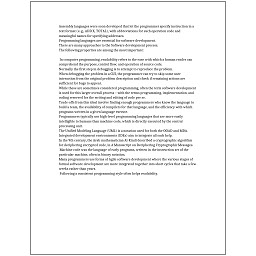 Assembly languages were soon developed that let the programmer specify instruction in a
text format (e.g., ADD X, TOTAL), with abbreviations for each operation code and
meaningful names for specifying addresses.
Programming languages are essential for software development.
There are many approaches to the Software development process.
The following properties are among the most important:

In computer programming, readability refers to the ease with which a human reader can
comprehend the purpose, control flow, and operation of source code.
Normally the first step in debugging is to attempt to reproduce the problem.
When debugging the problem in a GUI, the programmer can try to skip some user
interaction from the original problem description and check if remaining actions are
sufficient for bugs to appear.
While these are sometimes considered programming, often the term software development
is used for this larger overall process – with the terms programming, implementation, and
coding reserved for the writing and editing of code per se.
Trade-offs from this ideal involve finding enough programmers who know the language to
build a team, the availability of compilers for that language, and the efficiency with which
programs written in a given language execute.
Programmers typically use high-level programming languages that are more easily
intelligible to humans than machine code, which is directly executed by the central
processing unit.
The Unified Modeling Language (UML) is a notation used for both the OOAD and MDA.
Integrated development environments (IDEs) aim to integrate all such help.
In the 9th century, the Arab mathematician Al-Kindi described a cryptographic algorithm
for deciphering encrypted code, in A Manuscript on Deciphering Cryptographic Messages.
Machine code was the language of early programs, written in the instruction set of the
particular machine, often in binary notation.
Many programmers use forms of Agile software development where the various stages of
formal software development are more integrated together into short cycles that take a few
weeks rather than years.
Following a consistent programming style often helps readability.